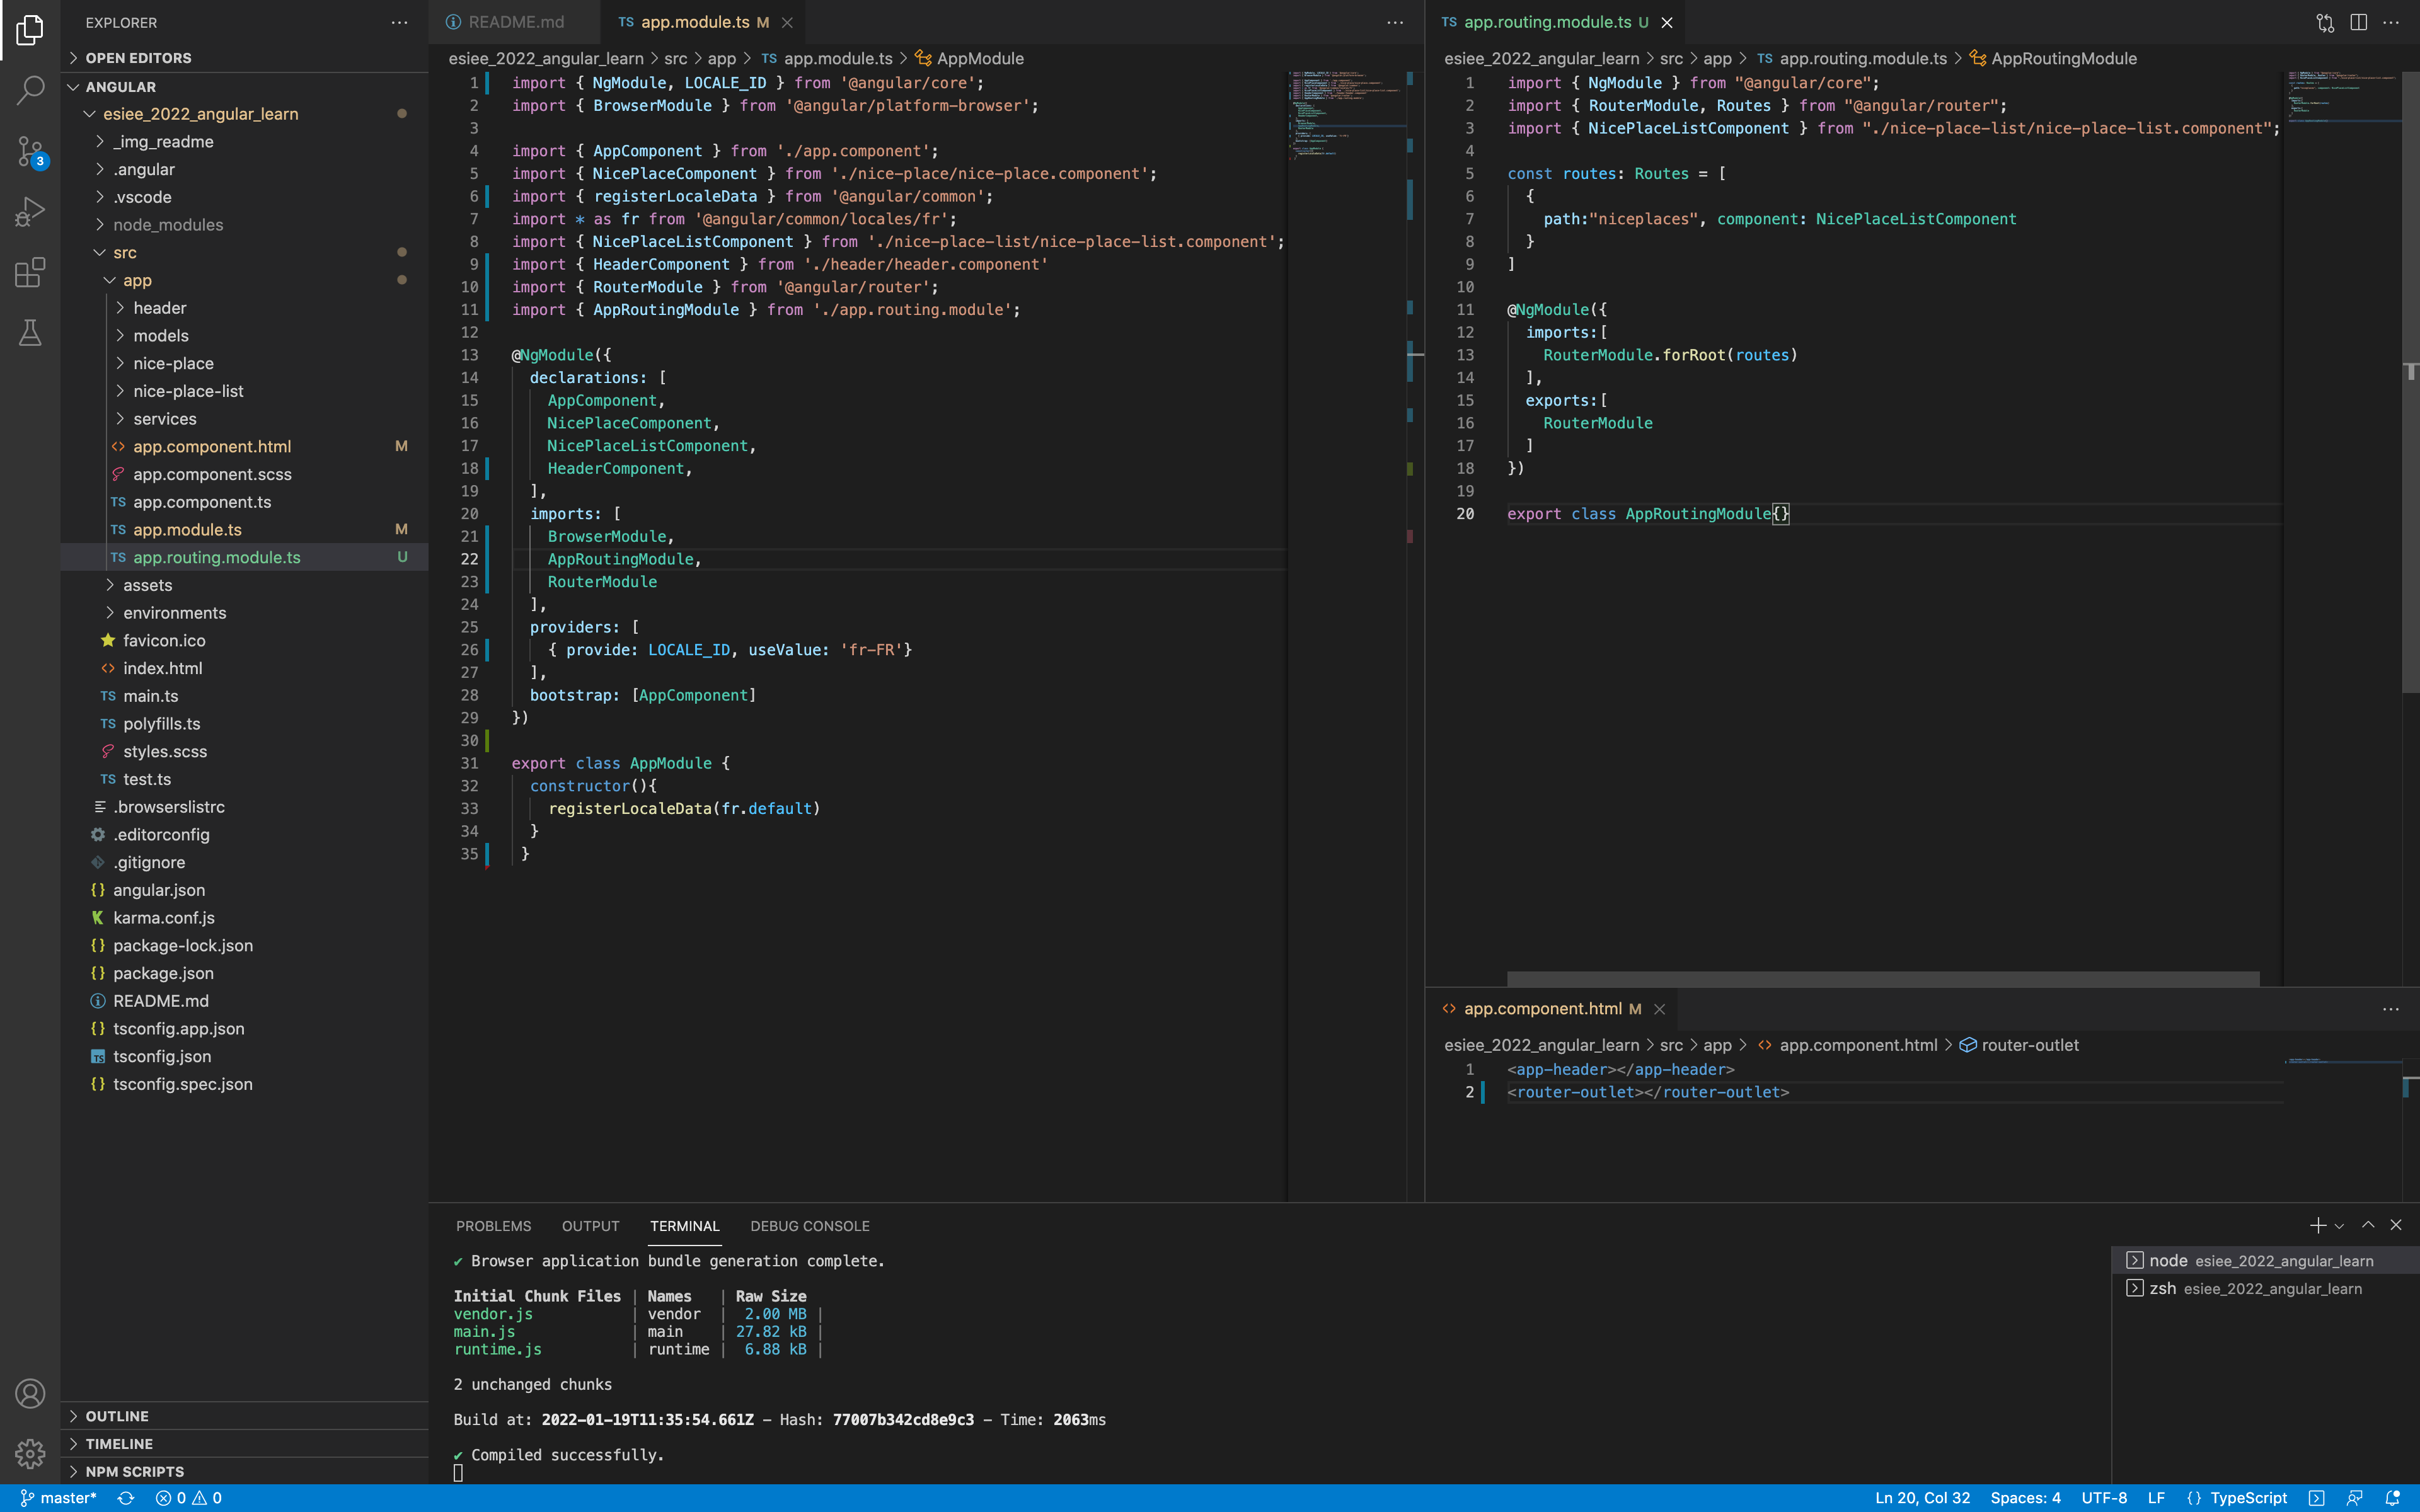 EXPLORER
OPEN EDITORS
ANGULAR
esiee_2022_angular_learn
_img_readme
.angular
.vscode
node_modules
src
app
header
models
nice-place
nice-place-list
services
app.component.html M
app.component.scss
app.component.ts
app.module.ts M
app.routing.module.ts U
assets
environments
favicon.ico
index.html
main.ts
polyfills.ts
styles.scss
test.ts
.browserslistrc
.editorconfig
.gitignore
angular.json
karma.conf.js
package-lock.json
package.json
README.md
tsconfig.app.json
tsconfig.json
tsconfig.spec.json
OUTLINE
TIMELINE
NPM SCRIPTS
3
README.md
TS app.module.ts M
esiee_2022_angular_learn > src > app > TS app.module.ts > AppModule
1 import { NgModule, LOCALE_ID } from '@angular/core';
2 import { BrowserModule } from '@angular/platform-browser';
3
4 import { AppComponent } from './app.component';
5 import { NicePlaceComponent } from './nice-place/nice-place.component';
6 import { registerLocaleData } from '@angular/common';
7 import * as fr from '@angular/common/locales/fr';
8 import { NicePlaceListComponent } from './nice-place-list/nice-place-list.component';
9 import { HeaderComponent } from './header/header.component'
10 import { RouterModule } from '@angular/router';
11 import { AppRoutingModule } from './app.routing.module';
12
13 @NgModule({
14 declarations: [
15 AppComponent,
16 NicePlaceComponent,
17 NicePlaceListComponent,
18 HeaderComponent,
19 ],
20 imports: [
21 BrowserModule,
22 AppRoutingModule,
23 RouterModule
24 ],
25 providers: [
26 { provide: LOCALE_ID, useValue: 'fr-FR'}
27 ],
28 bootstrap: [AppComponent]
29 })
30
31 export class AppModule {
32 constructor(){
33 registerLocaleData(fr.default)
34 }
35 }
TS app.routing.module.ts U
esiee_2022_angular_learn > src > app > TS app.routing.module.ts > AppRoutingModule
1 import { NgModule } from "@angular/core";
2 import { RouterModule, Routes } from "@angular/router";
3 import { NicePlaceListComponent } from "./nice-place-list/nice-place-list.component";
4
5 const routes: Routes = [
6 {
7 path:"niceplaces", component: NicePlaceListComponent
8 }
9 ]
10
11 @NgModule({
12 imports:[
13 RouterModule.forRoot(routes)
14 ],
15 exports:[
16 RouterModule
17 ]
18 })
19
20 export class AppRoutingModule{}
app.component.html M
esiee_2022_angular_learn > src > app > app.component.html > router-outlet
1 <app-header></app-header>
2 <router-outlet></router-outlet>
PROBLEMS OUTPUT TERMINAL DEBUG CONSOLE
✔ Browser application bundle generation complete.
Initial Chunk Files | Names | Raw Size
vendor.js | vendor | 2.00 MB |
main.js | main | 27.82 kB |
runtime.js | runtime | 6.88 kB |
2 unchanged chunks
Build at: 2022-01-19T11:35:54.661Z - Hash: 77007b342cd8e9c3 - Time: 2063ms
✔ Compiled successfully.
node esiee_2022_angular_learn
zsh esiee_2022_angular_learn
master* 0 0 Ln 20, Col 32 Spaces: 4 UTF-8 LF {} TypeScript